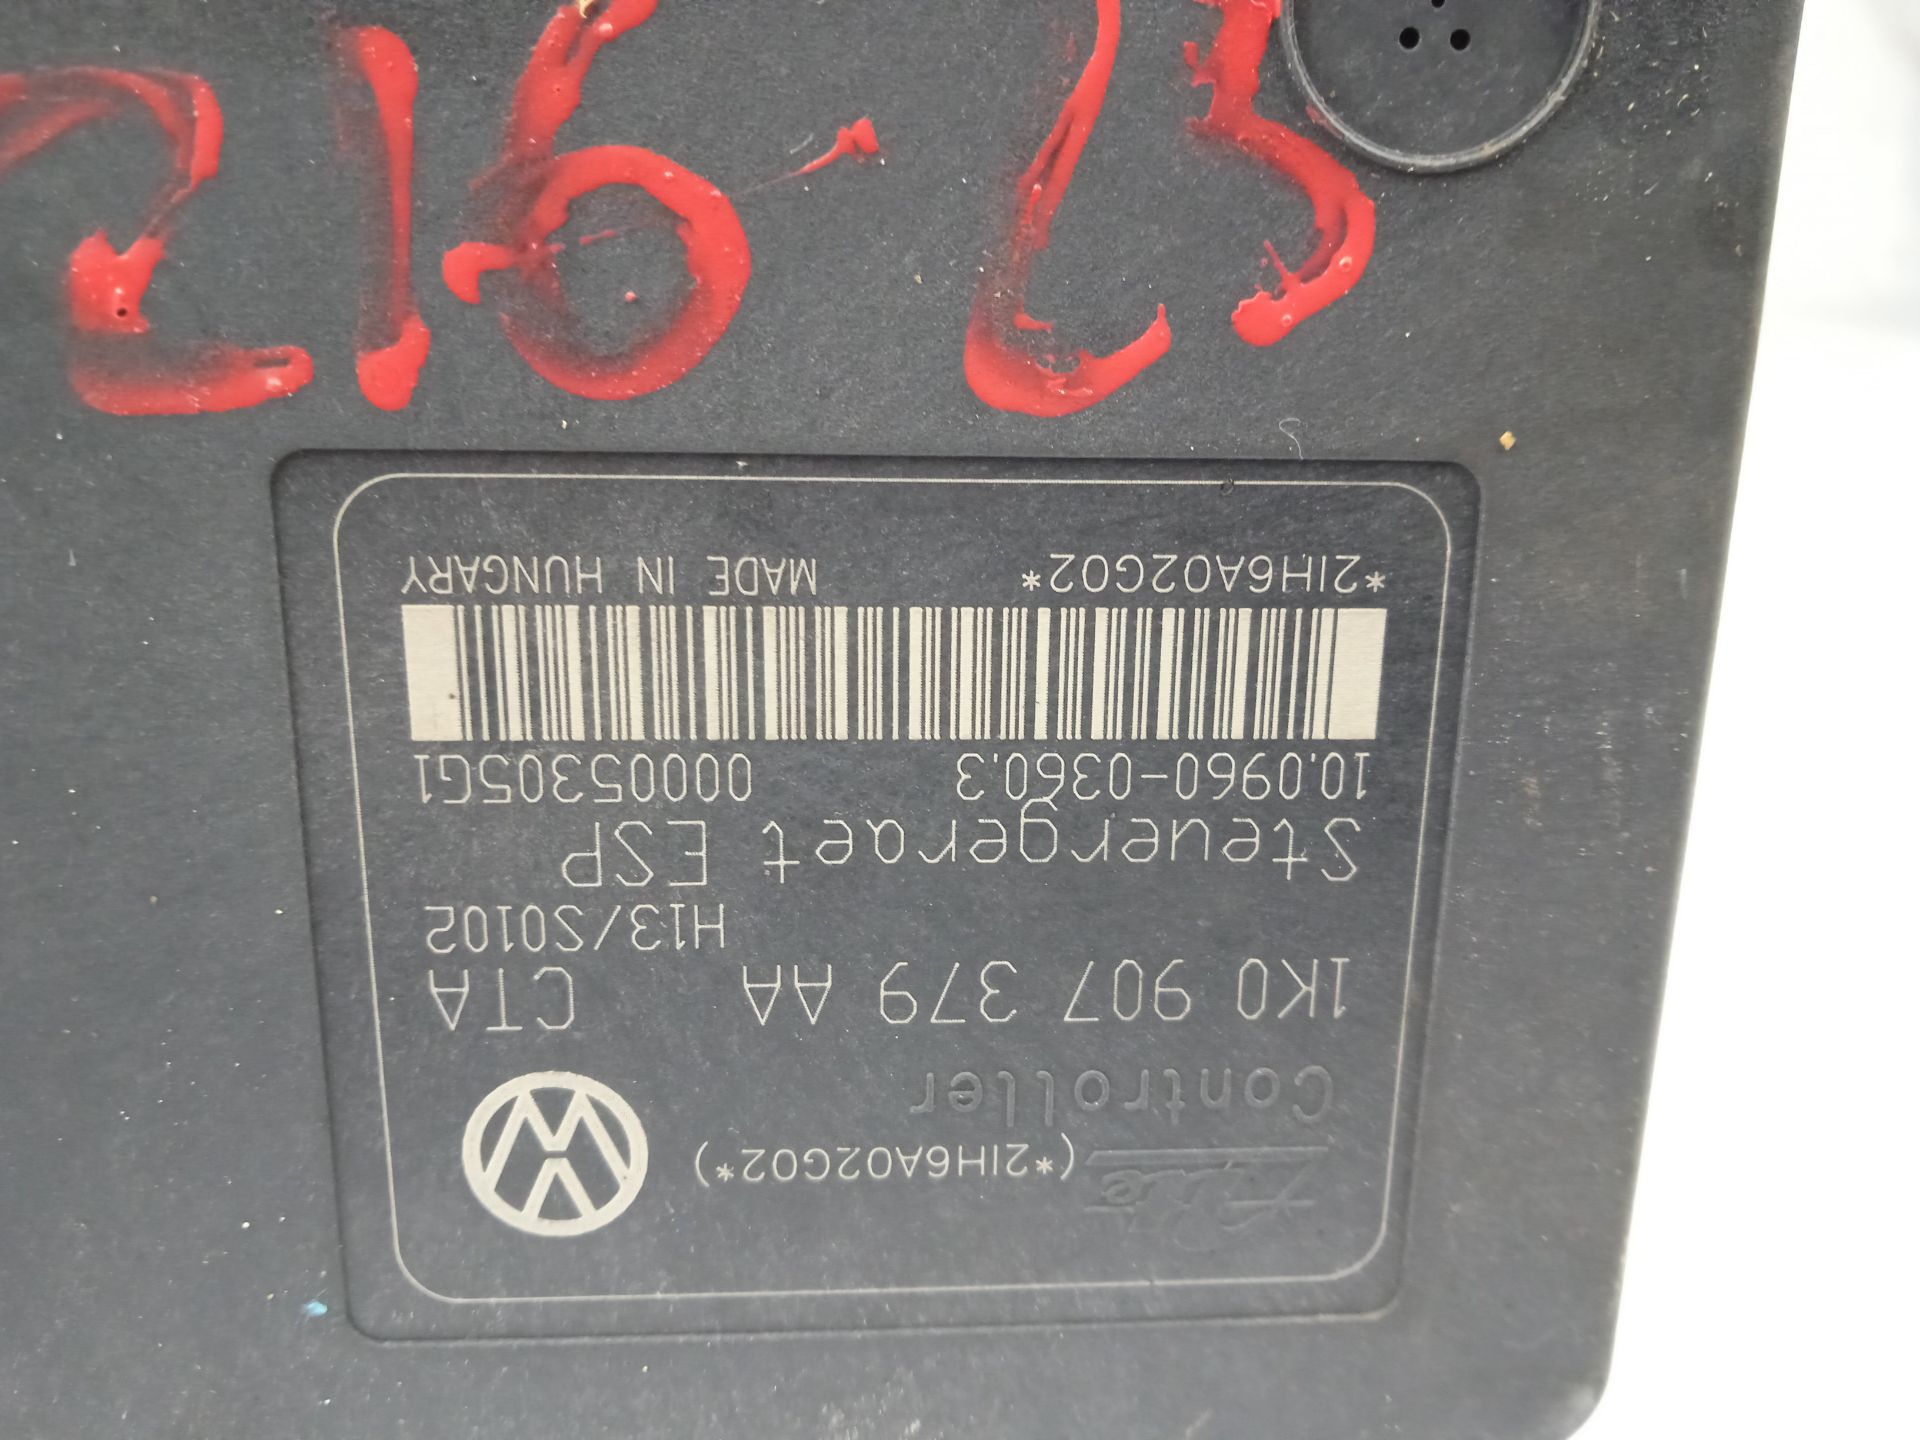 216-
(*2IH6A02G02*)
Controller
1K0 907 379 AA CTA
H13/S0102
Steuergeraet ESP
10.0960-0360.3 00005305G1
*2IH6A02G02* MADE IN HUNGARY